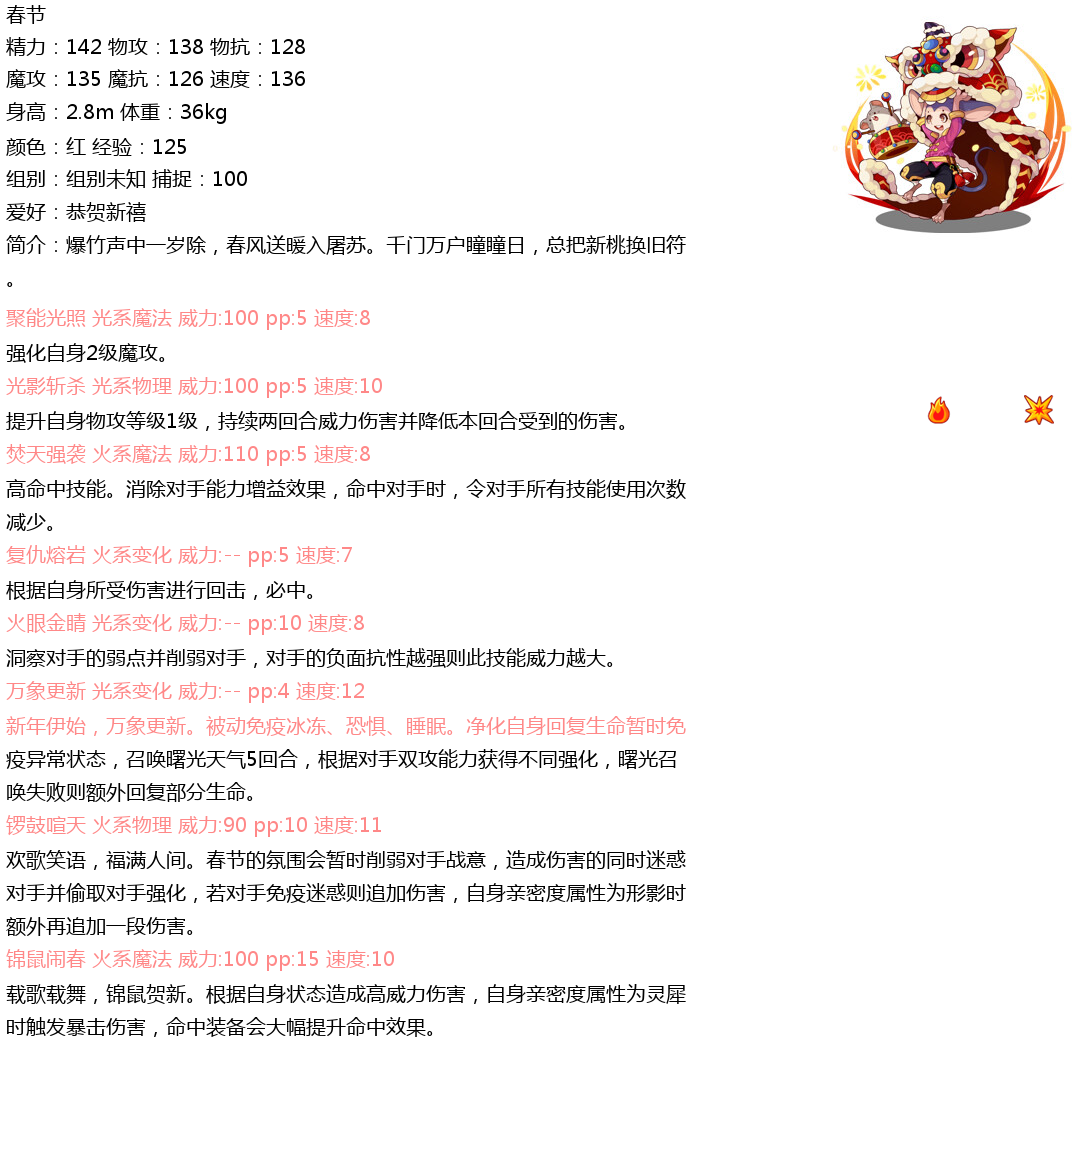 春节
精力：142 物攻：138 物抗：128
魔攻：135 魔抗：126 速度：136
身高：2.8m 体重：36kg
颜色：红 经验：125
组别：组别未知 捕捉：100
爱好：恭贺新禧
简介：爆竹声中一岁除，春风送暖入屠苏。千门万户瞳瞳日，总把新桃换旧符
。
聚能光照 光系魔法 威力:100 pp:5 速度:8
强化自身2级魔攻。
光影斩杀 光系物理 威力:100 pp:5 速度:10
提升自身物攻等级1级，持续两回合威力伤害并降低本回合受到的伤害。
焚天强袭 火系魔法 威力:110 pp:5 速度:8
高命中技能。消除对手能力增益效果，命中对手时，令对手所有技能使用次数
减少。
复仇熔岩 火系变化 威力:-- pp:5 速度:7
根据自身所受伤害进行回击，必中。
火眼金睛 光系变化 威力:-- pp:10 速度:8
洞察对手的弱点并削弱对手，对手的负面抗性越强则此技能威力越大。
万象更新 光系变化 威力:-- pp:4 速度:12
新年伊始，万象更新。被动免疫冰冻、恐惧、睡眠。净化自身回复生命暂时免
疫异常状态，召唤曙光天气5回合，根据对手双攻能力获得不同强化，曙光召
唤失败则额外回复部分生命。
锣鼓喧天 火系物理 威力:90 pp:10 速度:11
欢歌笑语，福满人间。春节的氛围会暂时削弱对手战意，造成伤害的同时迷惑
对手并偷取对手强化，若对手免疫迷惑则追加伤害，自身亲密度属性为形影时
额外再追加一段伤害。
锦鼠闹春 火系魔法 威力:100 pp:15 速度:10
载歌载舞，锦鼠贺新。根据自身状态造成高威力伤害，自身亲密度属性为灵犀
时触发暴击伤害，命中装备会大幅提升命中效果。